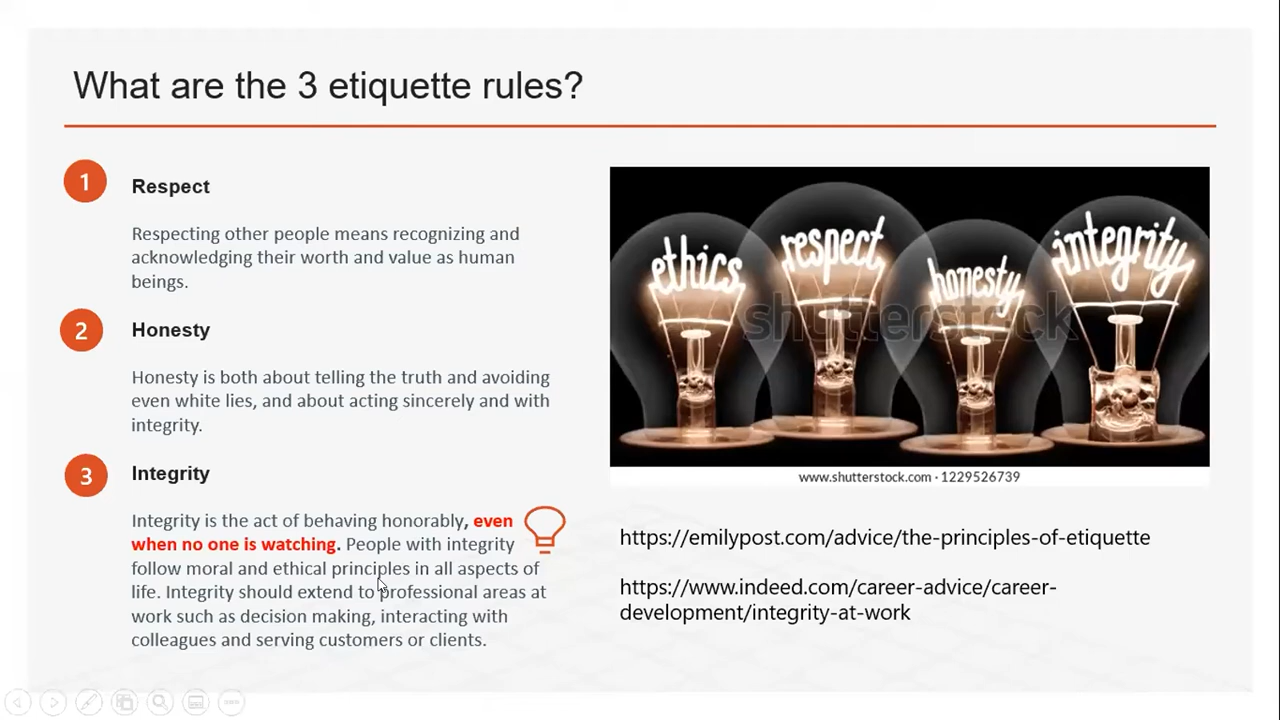 What are the 3 etiquette rules?
1
Respect
Respecting other people means recognizing and
acknowledging their worth and value as human
beings.
2
Honesty
Honesty is both about telling the truth and avoiding
even white lies, and about acting sincerely and with
integrity.
3
Integrity
Integrity is the act of behaving honorably, even
when no one is watching. People with integrity
follow moral and ethical principles in all aspects of
life. Integrity should extend to professional areas at
work such as decision making, interacting with
colleagues and serving customers or clients.
ethics
respect
honesty
integrity
shutterstock
www.shutterstock.com · 1229526739
https://emilypost.com/advice/the-principles-of-etiquette
https://www.indeed.com/career-advice/career-
development/integrity-at-work